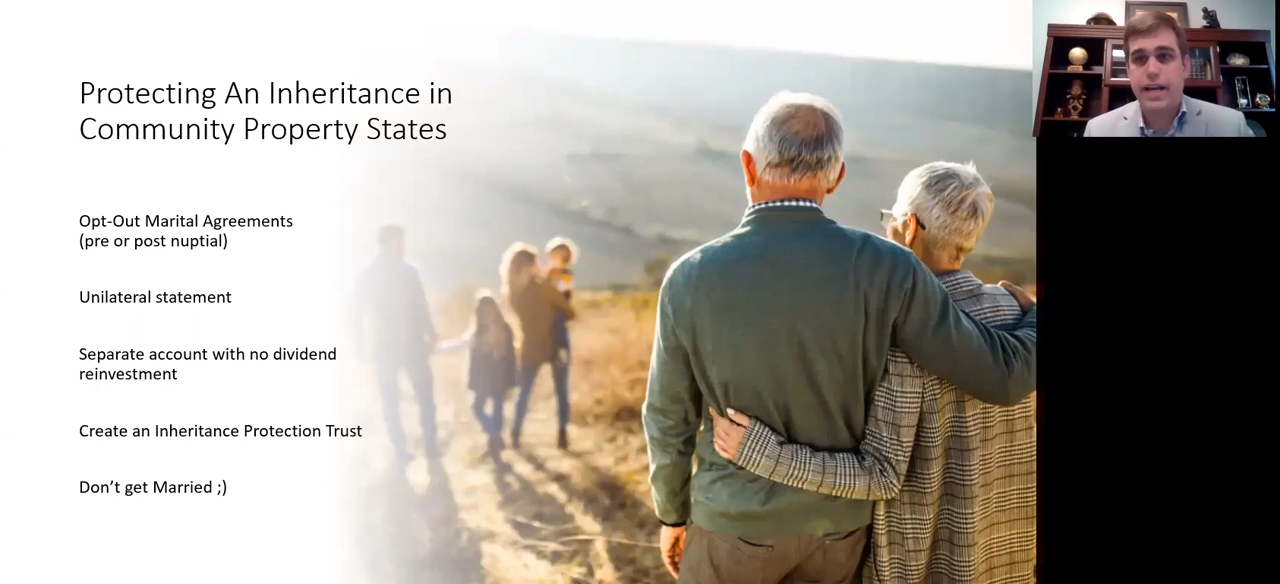 Protecting An Inheritance in
Community Property States
Opt-Out Marital Agreements
(pre or post nuptial)
Unilateral statement
Separate account with no dividend
reinvestment
Create an Inheritance Protection Trust
Don’t get Married ;)